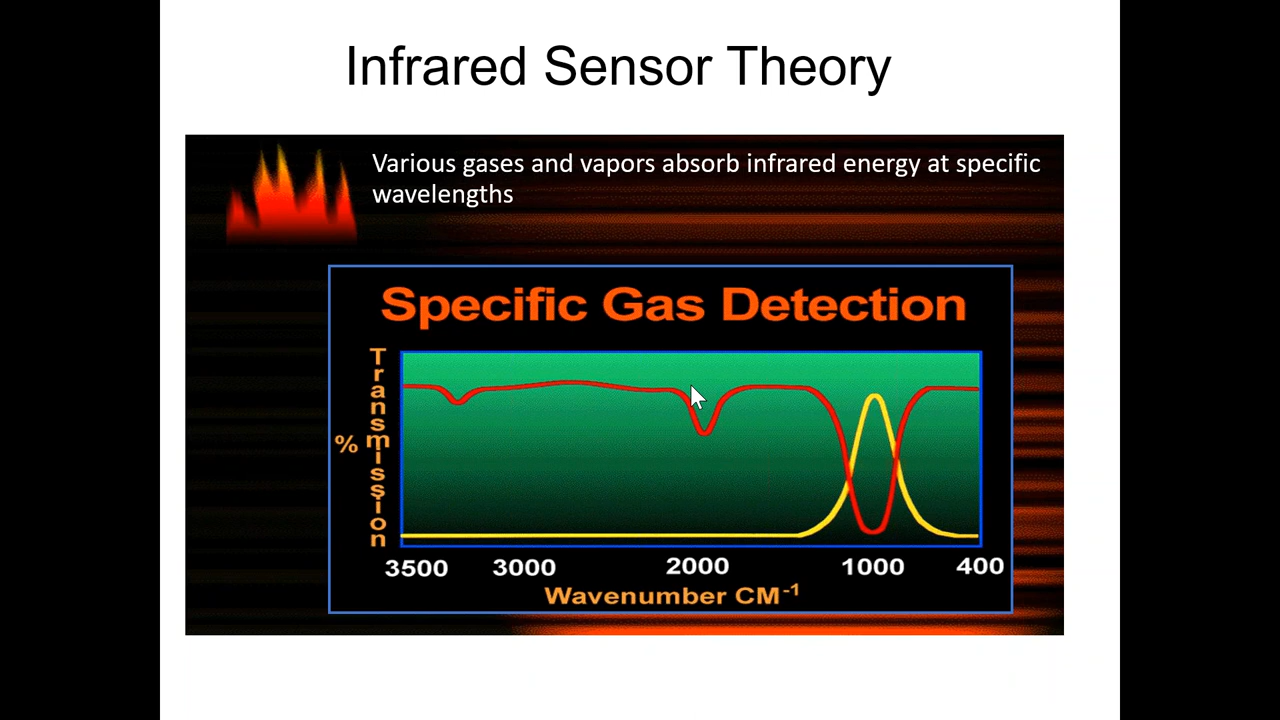 Infrared Sensor Theory
Various gases and vapors absorb infrared energy at specific
wavelengths
Specific Gas Detection
% Transmission
3500 3000 2000 1000 400
Wavenumber CM-1